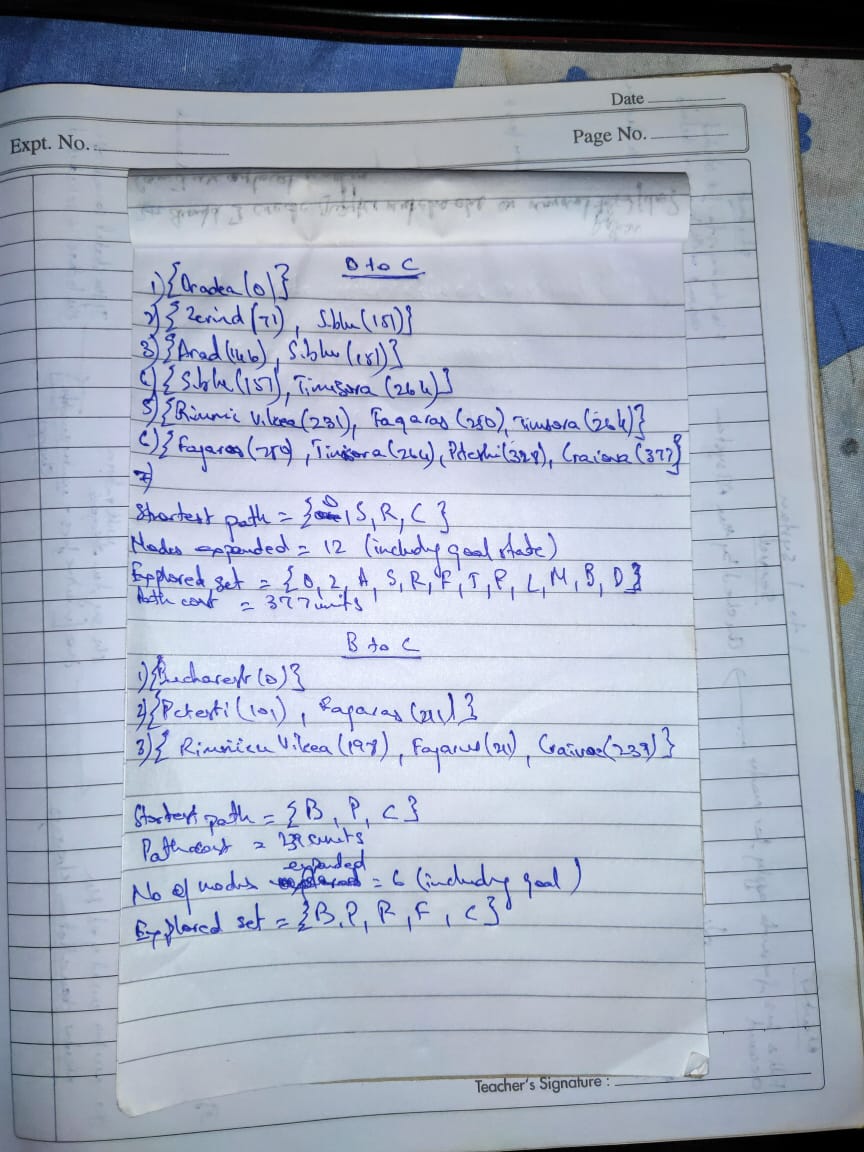 Date
Expt. No.
Page No.
O to C
1) {Oradea (0)}
2) { Zerind (71), Sibiu (151)}
3) {Arad (146), Sibiu (151)}
4) { Sibiu (151), Timisora (264)}
5) {Rimnic Vilcea (231), Fagaras (250), Timisora (264)}
6) { Fagaras (250), Timisora (264), Piteshi (328), Craiova (377}
7)
Shortest path = {O, S, R, C }
Nodes expanded = 12 (including goal state)
Explored set = { O, Z, A, S, R, F, T, P, L, M, B, D}
Path cost = 377 units
B to C
1) {Bucharest (0)}
2) {Petesti (101), Fagaras (211)}
3) { Rimnicu Vilcea (198), Fagarus (211), Craivoa (239)}
Shortest path = {B, P, C}
Path cost = 239 units
No of nodes expanded = 6 (including goal)
Explored set = {B, P, R, F, C}
Teacher's Signature :